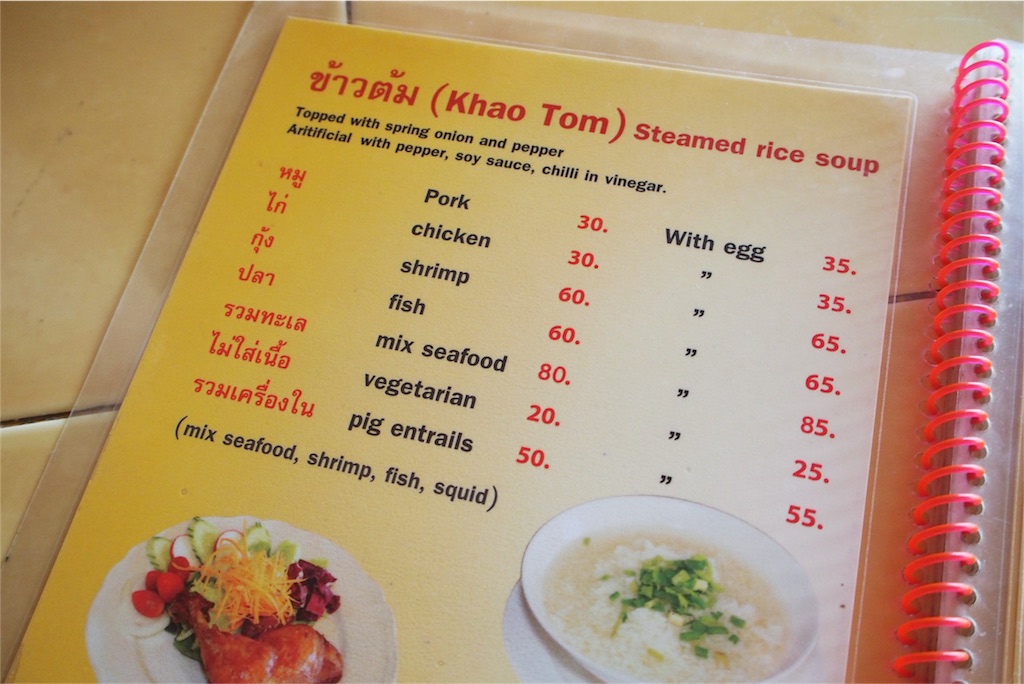 ข้าวต้ม (Khao Tom) Steamed rice soup
Topped with spring onion and pepper
Aritificial with pepper, soy sauce, chilli in vinegar.
หมู Pork 30. With egg 35.
ไก่ chicken 30. " 35.
กุ้ง shrimp 60. " 65.
ปลา fish 60. " 65.
รวมทะเล mix seafood 80. " 85.
ไม่ใส่เนื้อ vegetarian 20. " 25.
รวมเครื่องใน pig entrails 50. " 55.
(mix seafood, shrimp, fish, squid)